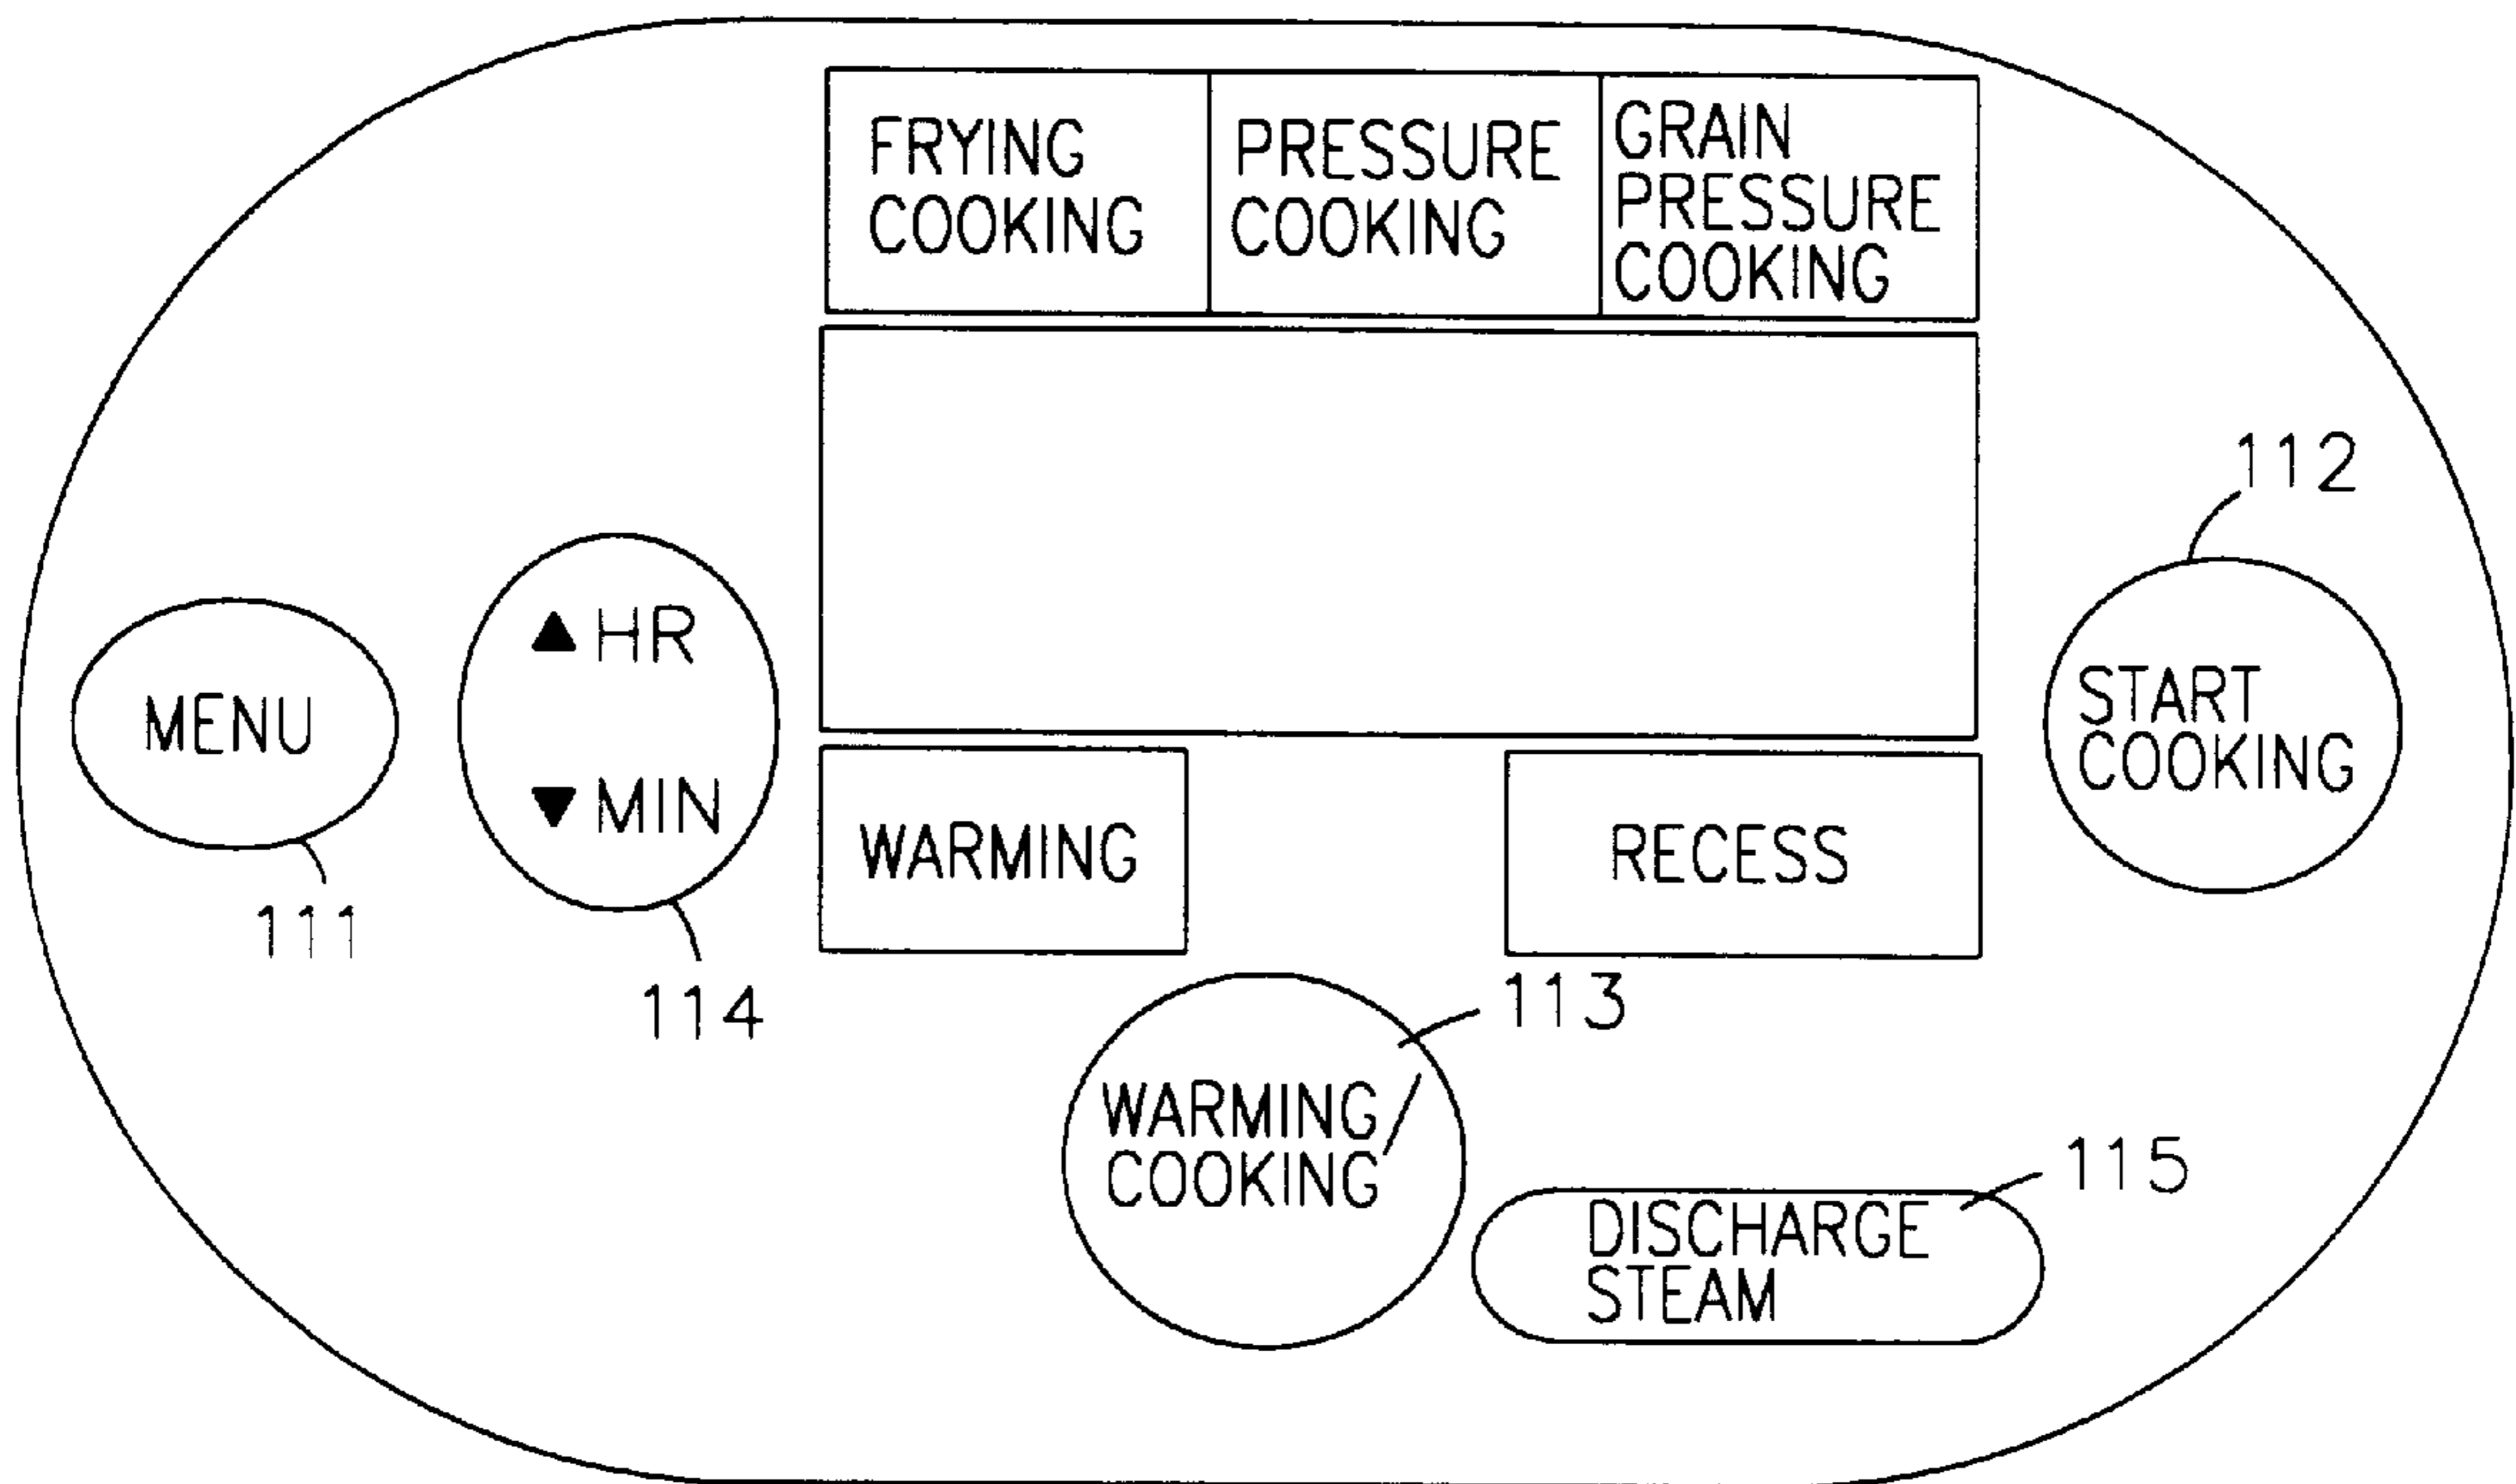 FRYING
COOKING
PRESSURE
COOKING
GRAIN
PRESSURE
COOKING
112
▲ HR
▼ MIN
MENU
START
COOKING
WARMING
RECESS
111
114
113
WARMING/
COOKING
115
DISCHARGE
STEAM